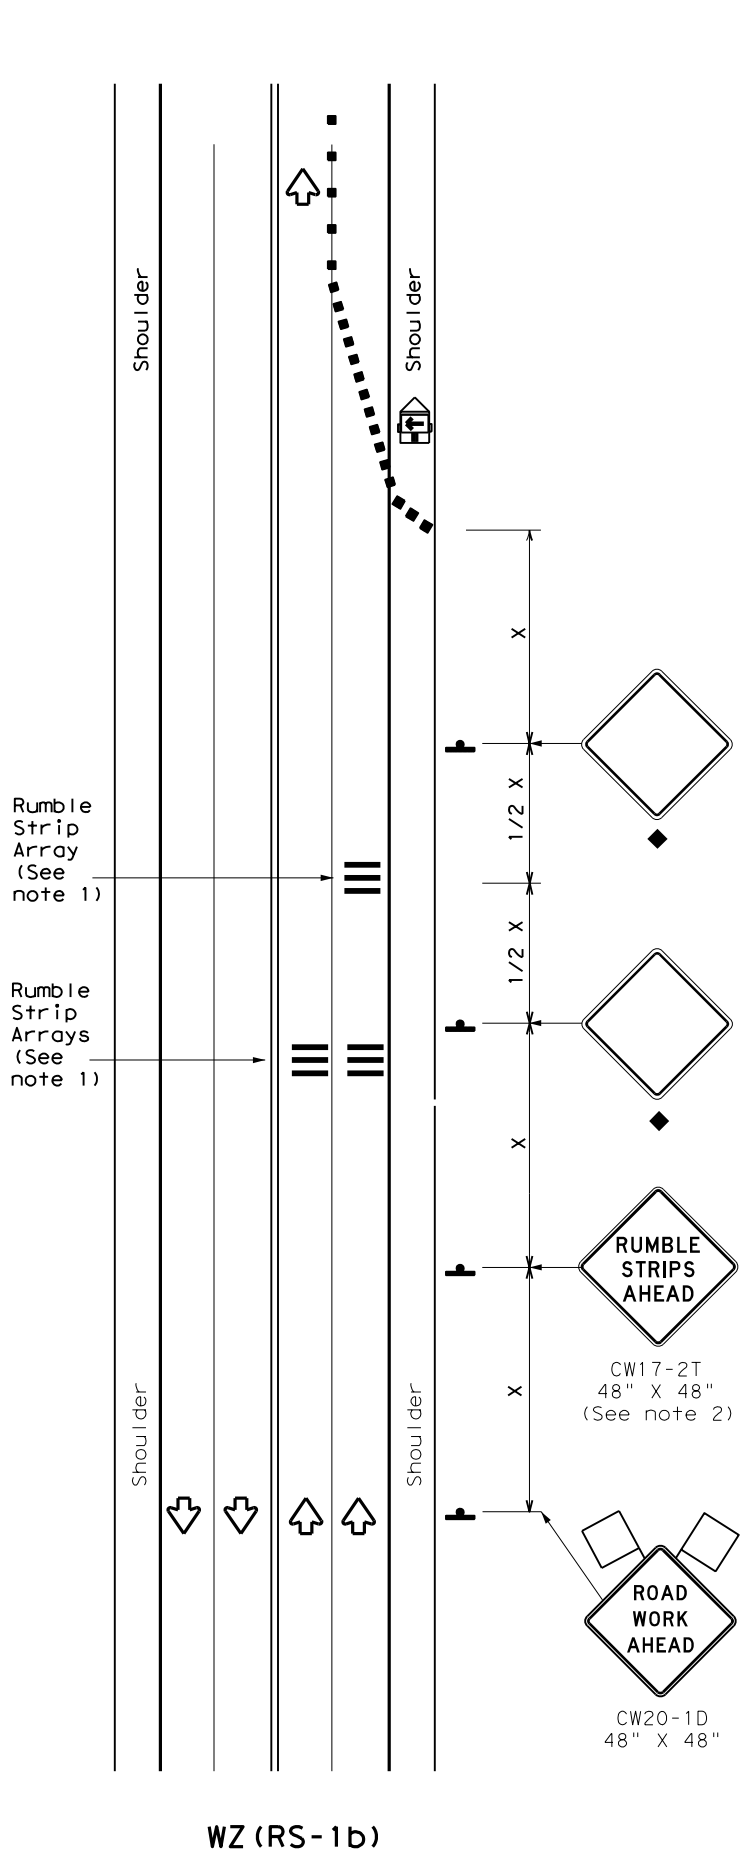 Shoulder
Shoulder
X
1/2 X
Rumble
Strip
Array
(See
note 1)
1/2 X
Rumble
Strip
Arrays
(See
note 1)
X
RUMBLE
STRIPS
AHEAD
CW17-2T
48" X 48"
(See note 2)
X
Shoulder
Shoulder
ROAD
WORK
AHEAD
CW20-1D
48" X 48"
WZ (RS-1b)